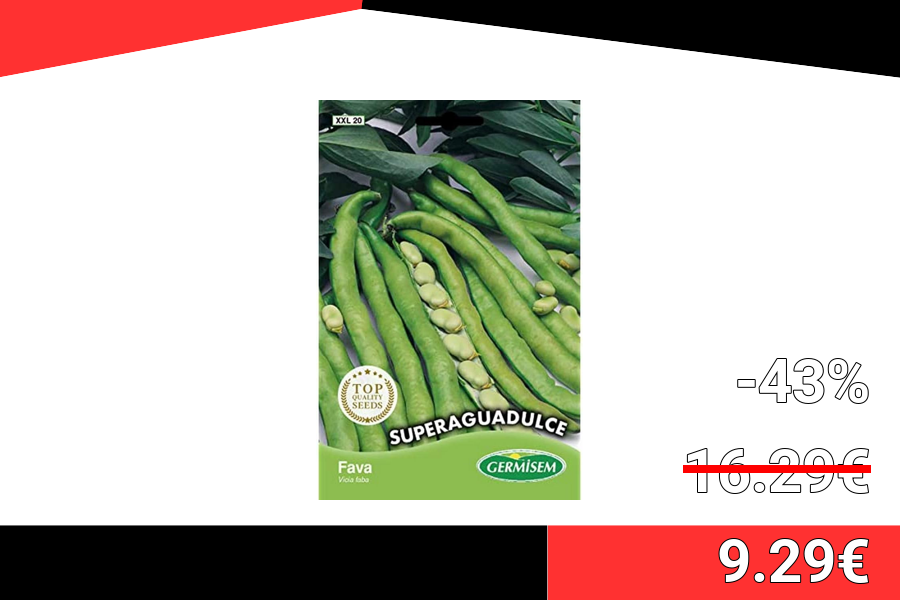 XXL 20
TOP
QUALITY
SEEDS
SUPERAGUADULCE
Fava
Vicia faba
GERMISEM
-43%
16.29€
9.29€